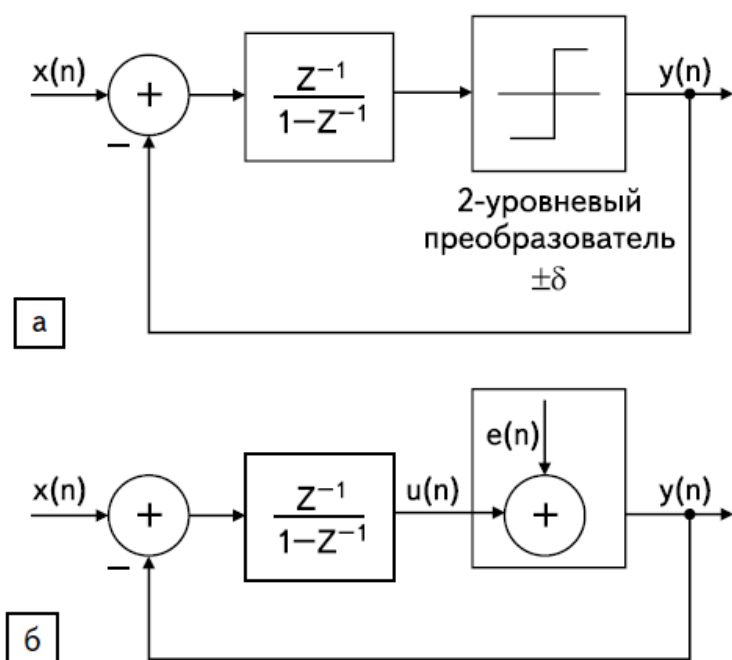 x(n)
+
−
Z⁻¹
1−Z⁻¹
y(n)
2-уровневый
преобразователь
±δ
а
x(n)
+
−
Z⁻¹
1−Z⁻¹
u(n)
e(n)
+
y(n)
б